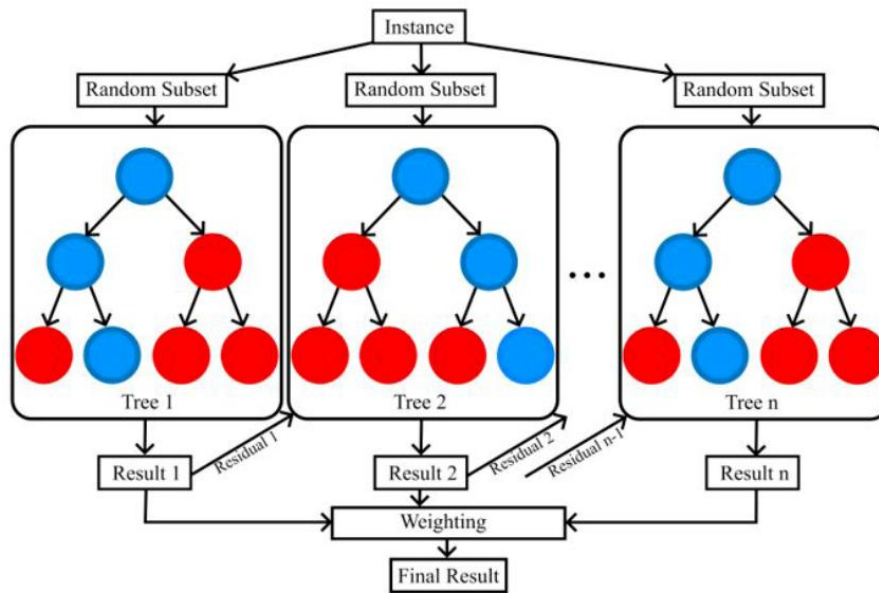 Instance
Random Subset
Random Subset
Random Subset
...
Tree 1
Tree 2
Tree n
Residual 1
Residual 2
Residual n-1
Result 1
Result 2
Result n
Weighting
Final Result